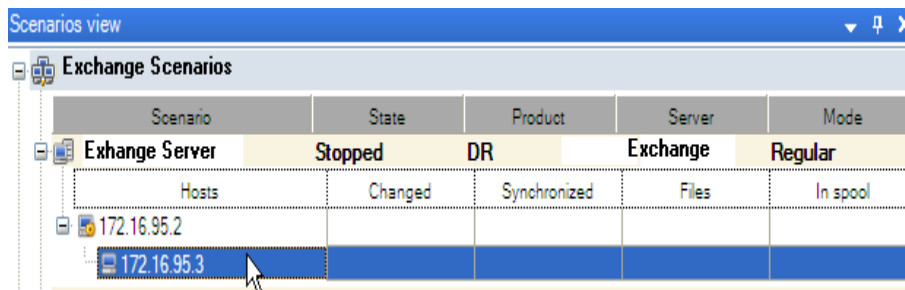 Scenarios view
Exchange Scenarios
Scenario State Product Server Mode
Exhange Server Stopped DR Exchange Regular
Hosts Changed Synchronized Files In spool
172.16.95.2
172.16.95.3